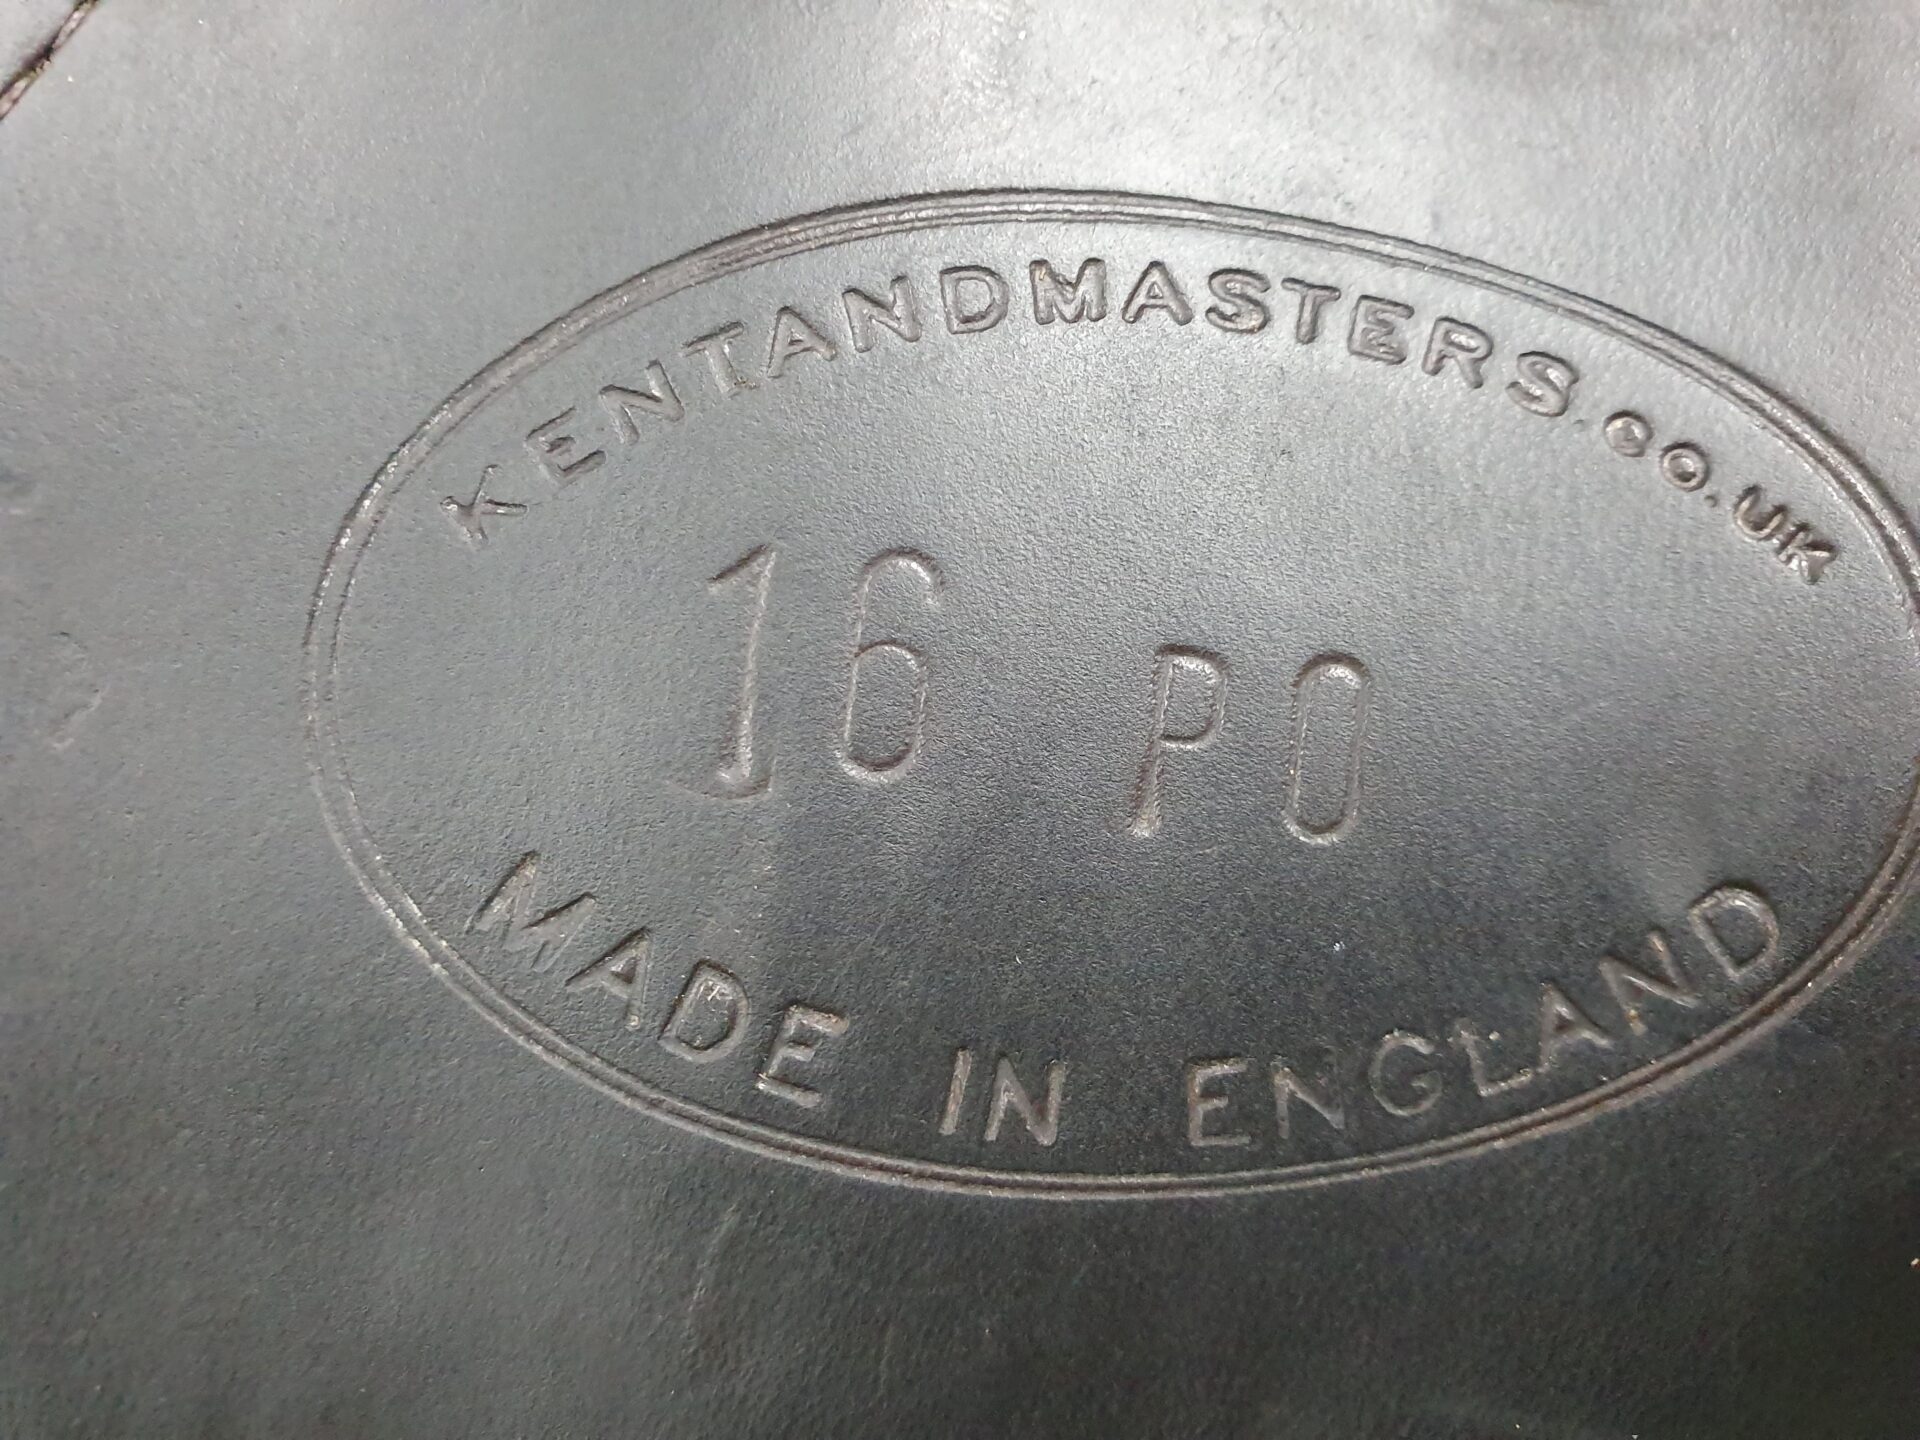 KENTANDMASTERS.CO.UK
16 PO
MADE IN ENGLAND